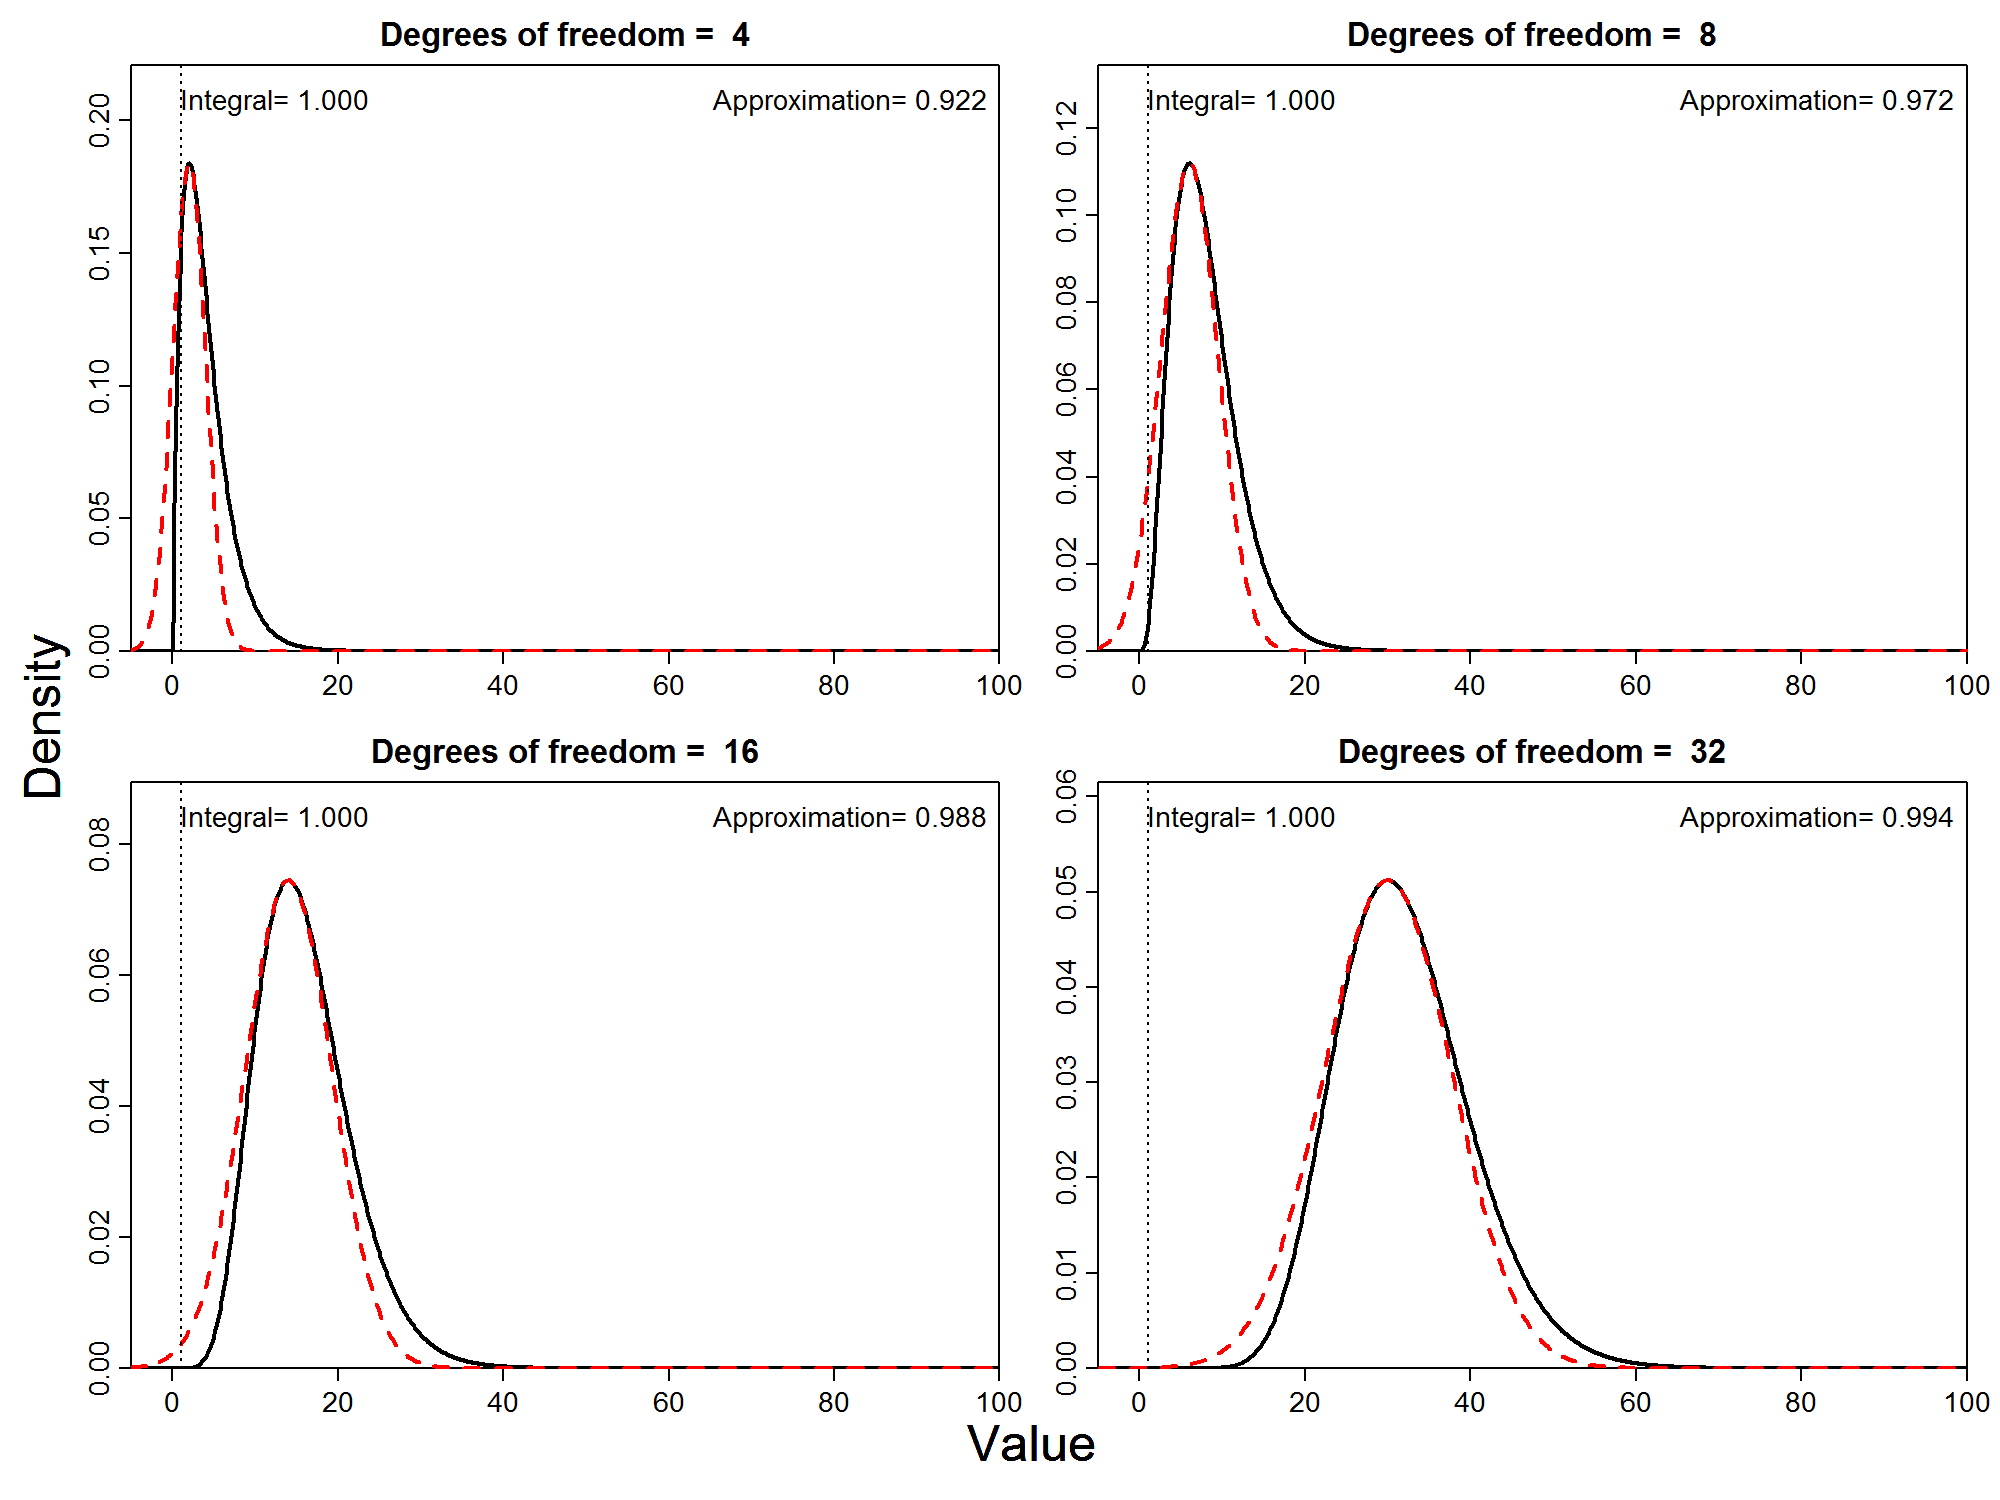 Degrees of freedom =  4
Integral= 1.000
Approximation= 0.922
0.20
0.15
0.10
0.05
0.00
0 20 40 60 80 100
Degrees of freedom =  8
Integral= 1.000
Approximation= 0.972
0.12
0.10
0.08
0.06
0.04
0.02
0.00
0 20 40 60 80 100
Density
Degrees of freedom =  16
Integral= 1.000
Approximation= 0.988
0.08
0.06
0.04
0.02
0.00
0 20 40 60 80 100
Degrees of freedom =  32
Integral= 1.000
Approximation= 0.994
0.06
0.05
0.04
0.03
0.02
0.01
0.00
0 20 40 60 80 100
Value